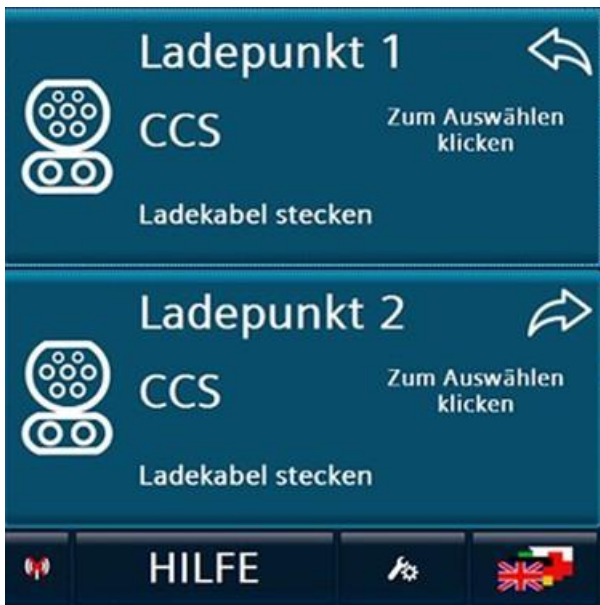 Ladepunkt 1
CCS
Zum Auswählen
klicken
Ladekabel stecken
Ladepunkt 2
CCS
Zum Auswählen
klicken
Ladekabel stecken
HILFE